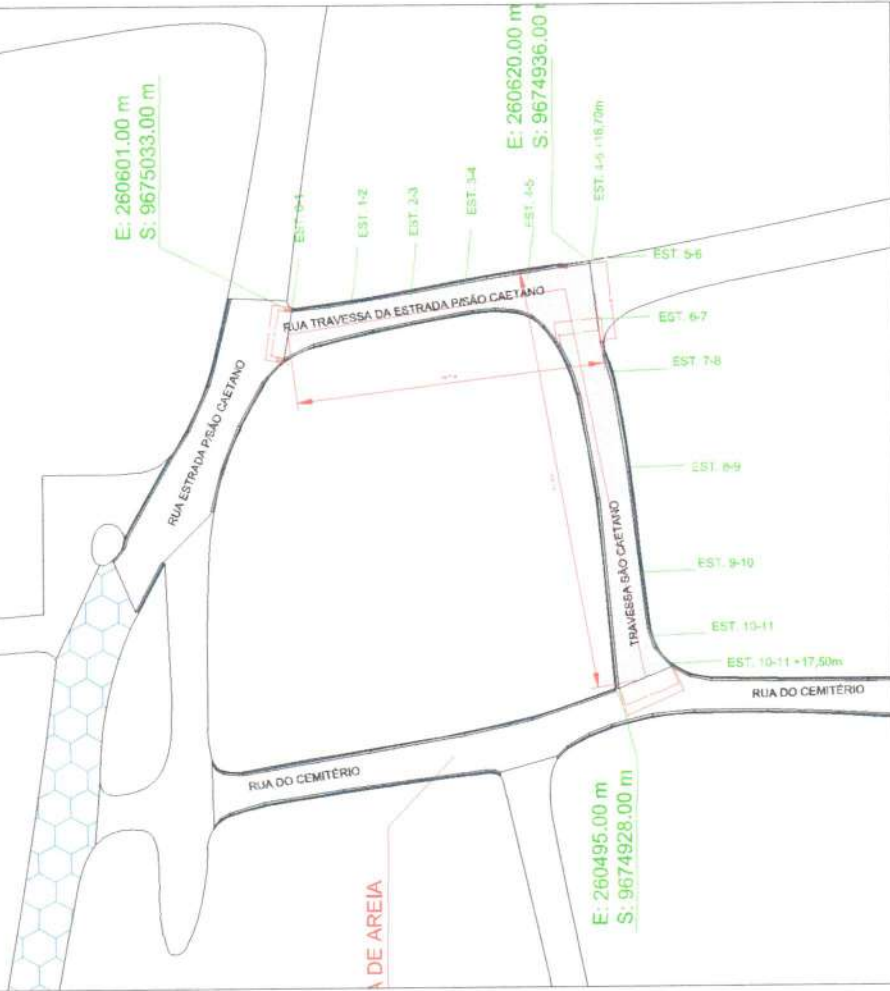 E: 260601.00 m
S: 9675033.00 m
E: 260620.00 m
S: 9674936.00
EST. 0-1
EST. 1-2
EST. 2-3
EST. 3-4
EST. 4-5
EST. 4-5 +16,70m
EST. 5-6
EST. 6-7
EST. 7-8
EST. 8-9
EST. 9-10
EST. 10-11
EST. 10-11 +17,50m
RUA TRAVESSA DA ESTRADA P/SÃO CAETANO
RUA ESTRADA P/SÃO CAETANO
TRAVESSA SÃO CAETANO
RUA DO CEMITÉRIO
RUA DO CEMITÉRIO
DE AREIA
E: 260495.00 m
S: 9674928.00 m